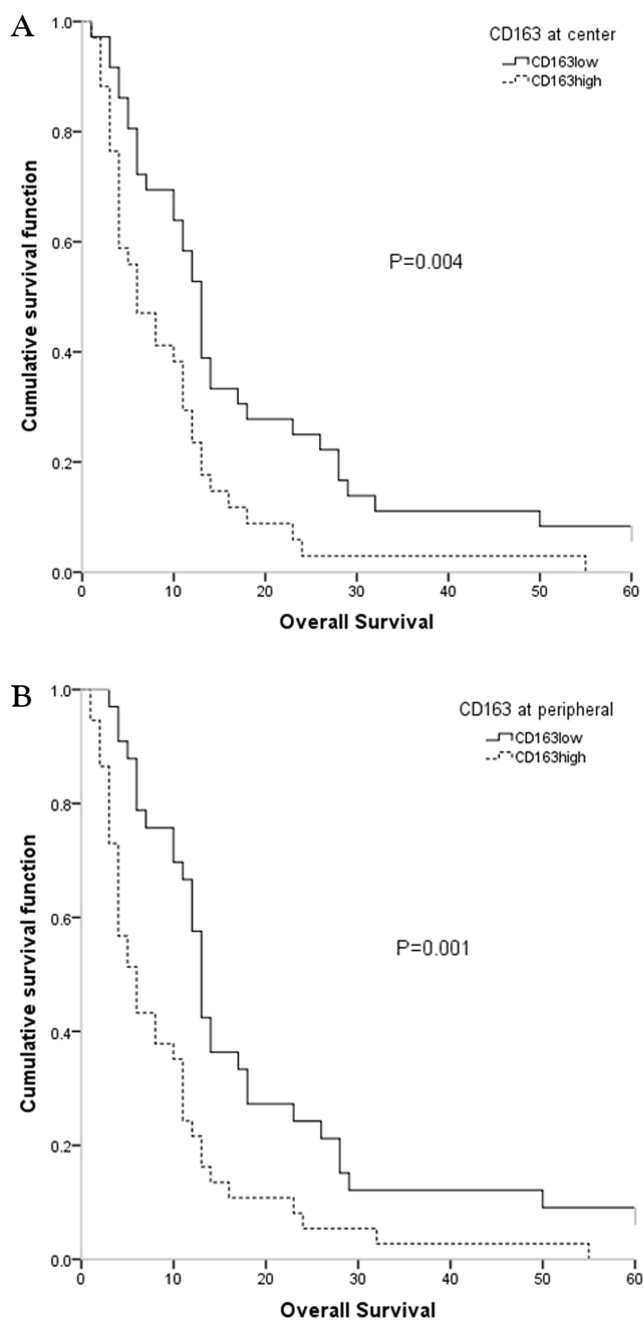 A
CD163 at center
CD163low
CD163high
P=0.004
Cumulative survival function
1.0
0.8
0.6
0.4
0.2
0.0
0 10 20 30 40 50 60
Overall Survival
B
CD163 at peripheral
CD163low
CD163high
P=0.001
Cumulative survival function
1.0
0.8
0.6
0.4
0.2
0.0
0 10 20 30 40 50 60
Overall Survival